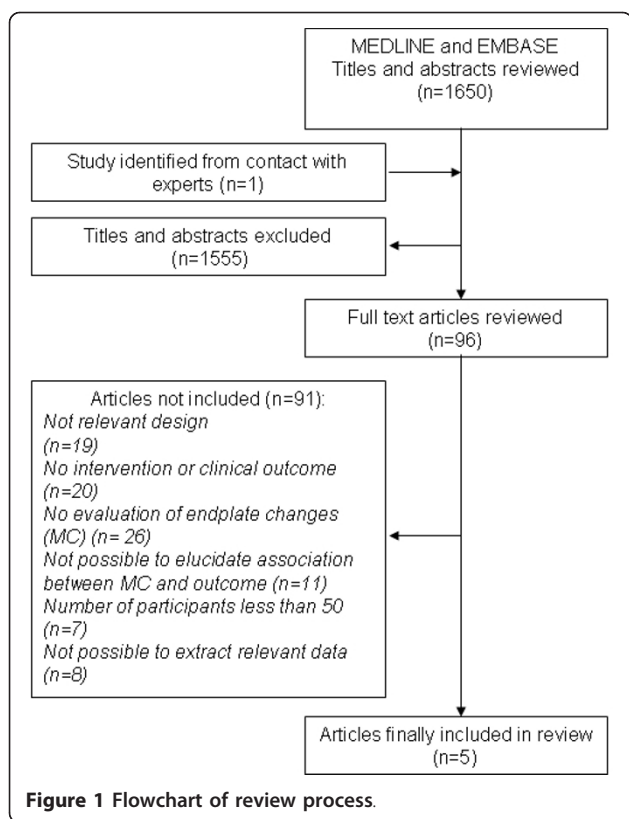 MEDLINE and EMBASE
Titles and abstracts reviewed
(n=1650)
Study identified from contact with
experts (n=1)
Titles and abstracts excluded
(n=1555)
Full text articles reviewed
(n=96)
Articles not included (n=91):
Not relevant design
(n=19)
No intervention or clinical outcome
(n=20)
No evaluation of endplate changes
(MC) (n= 26)
Not possible to elucidate association
between MC and outcome (n=11)
Number of participants less than 50
(n=7)
Not possible to extract relevant data
(n=8)
Articles finally included in review
(n=5)
Figure 1 Flowchart of review process.